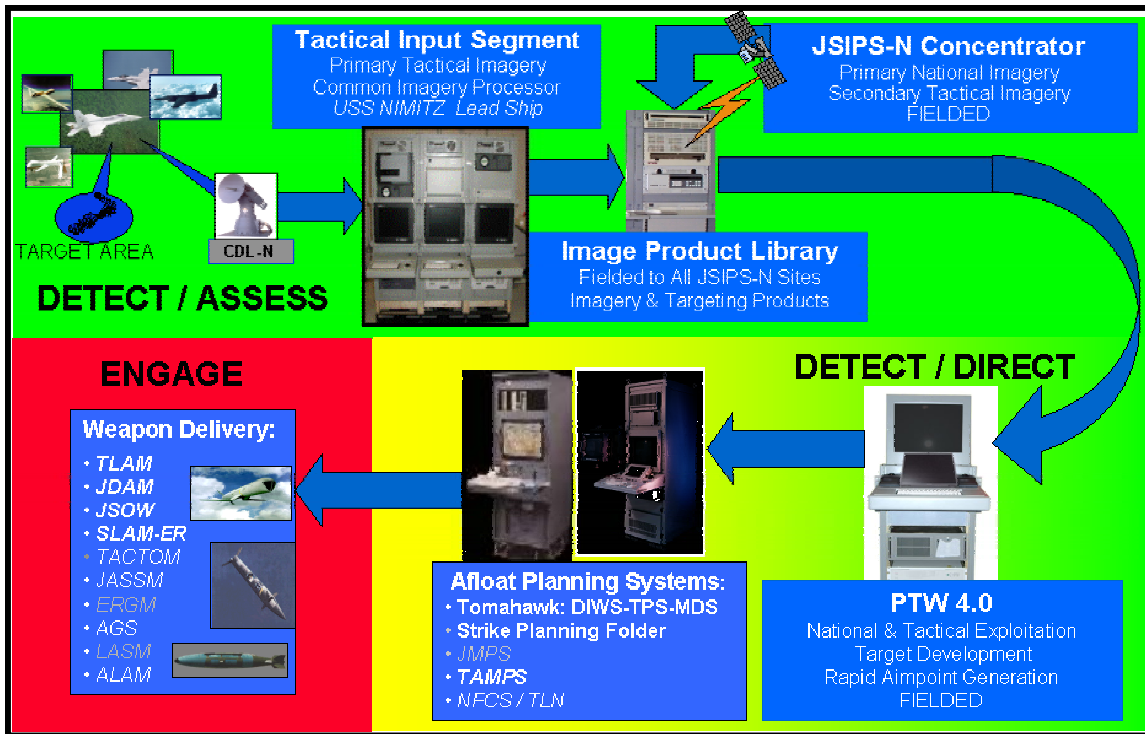 Tactical Input Segment
Primary Tactical Imagery
Common Imagery Processor
USS NIMITZ Lead Ship
JSIPS-N Concentrator
Primary National Imagery
Secondary Tactical Imagery
FIELDED
TARGET AREA
CDL-N
Image Product Library
Fielded to All JSIPS-N Sites
Imagery & Targeting Products
DETECT / ASSESS
ENGAGE
DETECT / DIRECT
Weapon Delivery:
• TLAM
• JDAM
• JSOW
• SLAM-ER
• TACTOM
• JASSM
• ERGM
• AGS
• LASM
• ALAM
Afloat Planning Systems:
• Tomahawk: DIWS-TPS-MDS
• Strike Planning Folder
• JMPS
• TAMPS
• NFCS / TLN
PTW 4.0
National & Tactical Exploitation
Target Development
Rapid Aimpoint Generation
FIELDED